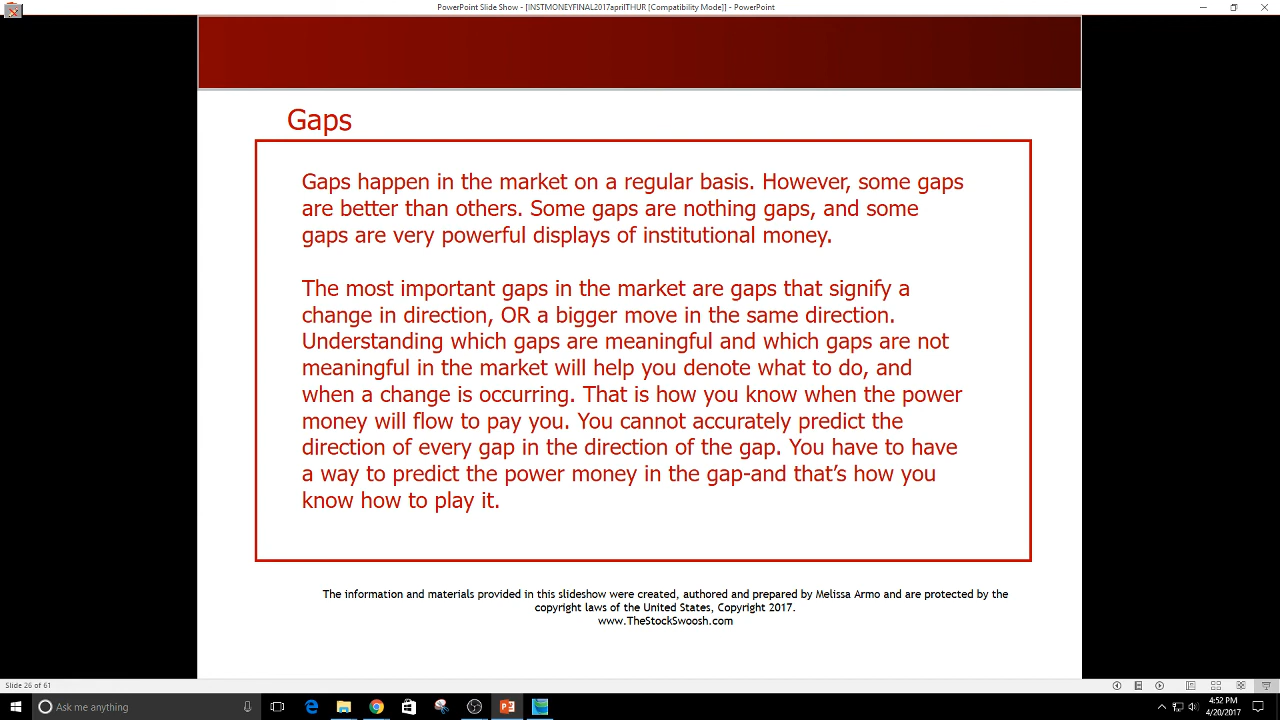 PowerPoint Slide Show - [INSTMONEYFINAL2017aprilTHUR [Compatibility Mode]] - PowerPoint
Gaps
Gaps happen in the market on a regular basis. However, some gaps
are better than others. Some gaps are nothing gaps, and some
gaps are very powerful displays of institutional money.
The most important gaps in the market are gaps that signify a
change in direction, OR a bigger move in the same direction.
Understanding which gaps are meaningful and which gaps are not
meaningful in the market will help you denote what to do, and
when a change is occurring. That is how you know when the power
money will flow to pay you. You cannot accurately predict the
direction of every gap in the direction of the gap. You have to have
a way to predict the power money in the gap-and that’s how you
know how to play it.
The information and materials provided in this slideshow were created, authored and prepared by Melissa Armo and are protected by the
copyright laws of the United States, Copyright 2017.
www.TheStockSwoosh.com
Slide 26 of 61
Ask me anything
4:52 PM
4/20/2017